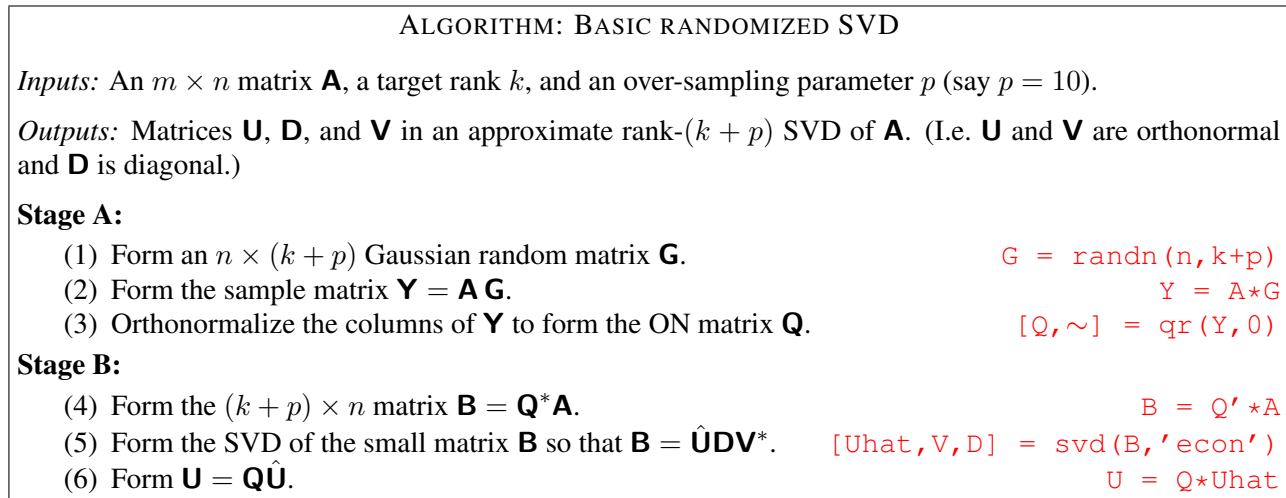 ALGORITHM: BASIC RANDOMIZED SVD
Inputs: An m × n matrix A, a target rank k, and an over-sampling parameter p (say p = 10).
Outputs: Matrices U, D, and V in an approximate rank-(k + p) SVD of A. (I.e. U and V are orthonormal
and D is diagonal.)
Stage A:
(1) Form an n × (k + p) Gaussian random matrix G. G = randn(n,k+p)
(2) Form the sample matrix Y = A G. Y = A*G
(3) Orthonormalize the columns of Y to form the ON matrix Q. [Q,∼] = qr(Y,0)
Stage B:
(4) Form the (k + p) × n matrix B = Q*A. B = Q'*A
(5) Form the SVD of the small matrix B so that B = ÛDV*. [Uhat,V,D] = svd(B,'econ')
(6) Form U = QÛ. U = Q*Uhat